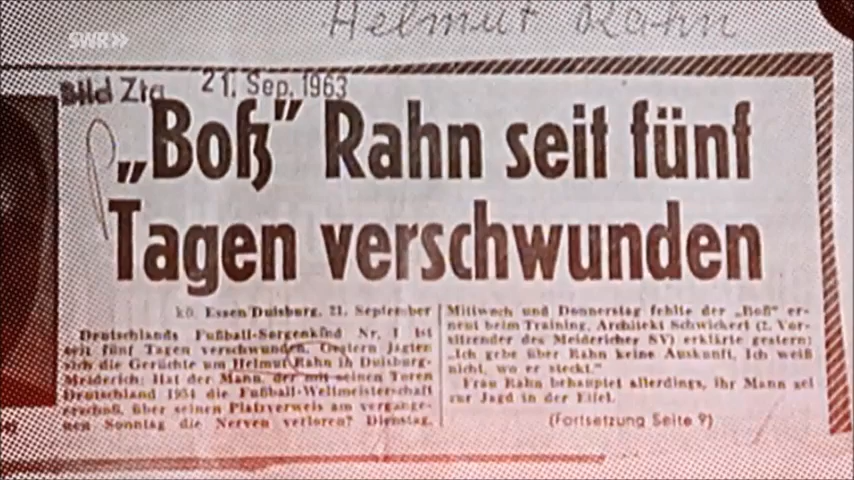 Helmut Rahn
SWR»
Bild Ztg. 21. Sep. 1963
„Boß" Rahn seit fünf
Tagen verschwunden
kö. Essen/Duisburg, 21. September
Deutschlands Fußball-Sorgenkind Nr. 1 ist
seit fünf Tagen verschwunden. Gestern jagten
sich die Gerüchte um Helmut Rahn in Duisburg-
Meiderich: Hat der Mann, der mit seinen Toren
Deutschland 1954 die Fußball-Weltmeisterschaft
erschoß, über seinen Platzverweis am vergange-
nen Sonntag die Nerven verloren? Dienstag,
Mittwoch und Donnerstag fehlte der „Boß" er-
neut beim Training. Architekt Schwickert (2. Vor-
sitzender des Meidericher SV) erklärte gestern:
„Ich gebe über Rahn keine Auskunft. Ich weiß
nicht, wo er steckt."
Frau Rahn behauptet allerdings, ihr Mann sei
zur Jagd in der Eifel.
(Fortsetzung Seite 9)